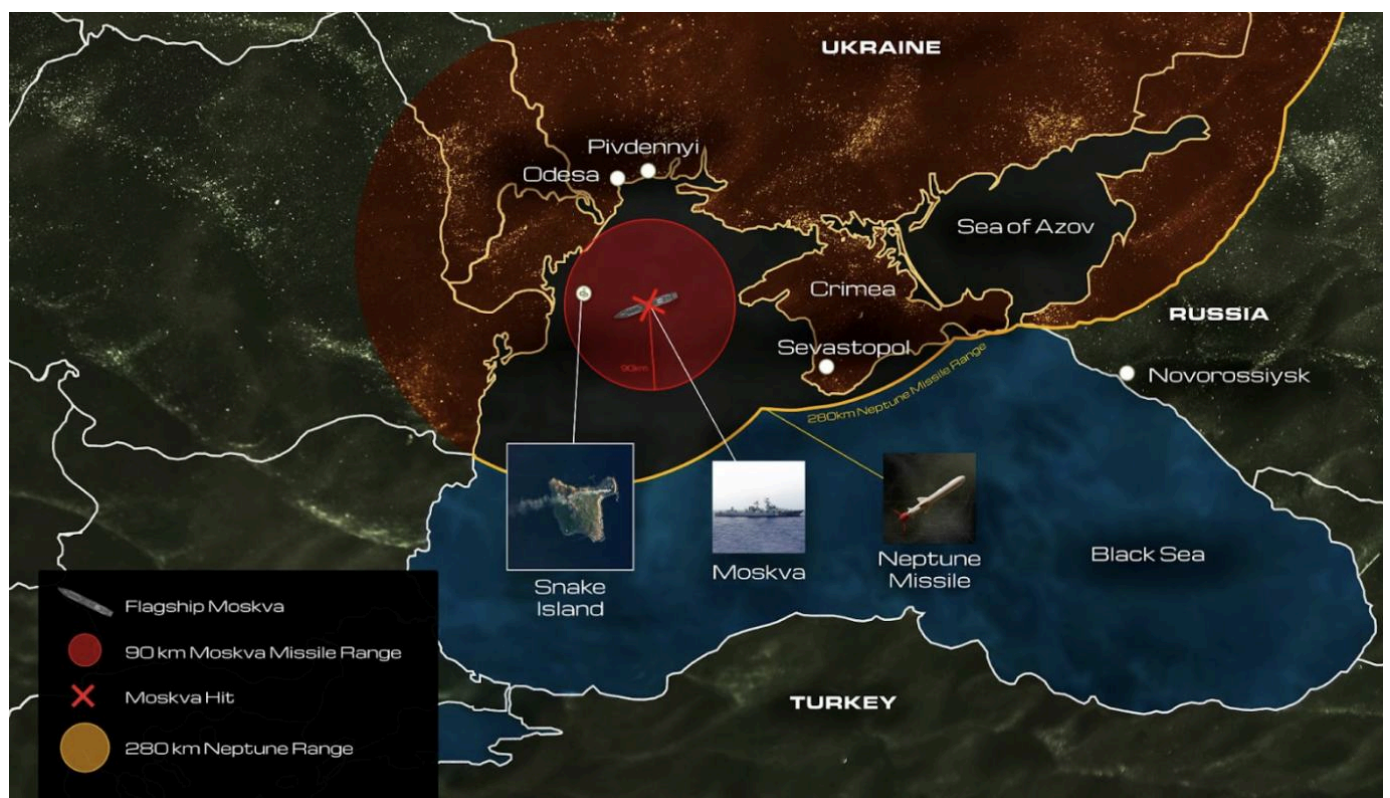 UKRAINE
Pivdennyi
Odesa
Sea of Azov
Crimea
RUSSIA
Sevastopol
90km
Novorossiysk
280km Neptune Missile Range
Black Sea
Snake
Island
Moskva
Neptune
Missile
TURKEY
Flagship Moskva
90 km Moskva Missile Range
Moskva Hit
280 km Neptune Range